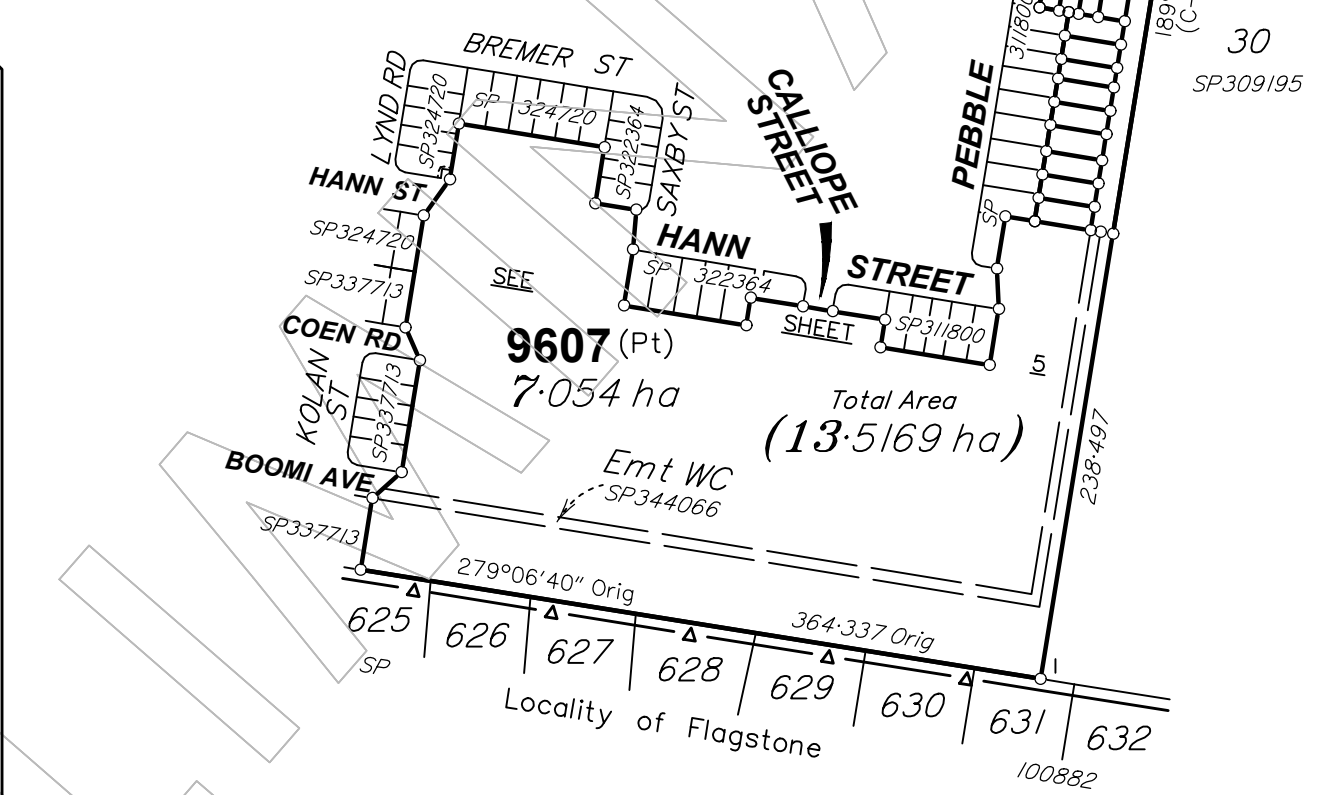 BREMER ST
LYND RD
SP324720
SP 324720
SP322364
SAXBY ST
CALLIOPE
STREET
PEBBLE
311800
SP
189
(C-
30
SP309195
HANN ST
SP324720
SP337713
COEN RD
KOLAN
ST
SP337713
BOOMI AVE
SP337713
HANN
SP 322364
STREET
SP311800
SEE
SHEET
5
9607 (Pt)
7·054 ha
Total Area
(13·5169 ha)
238·497
Emt WC
SP344066
279°06'40" Orig
364·337 Orig
1
625
626
627
628
629
630
631
632
SP
100882
Locality of Flagstone